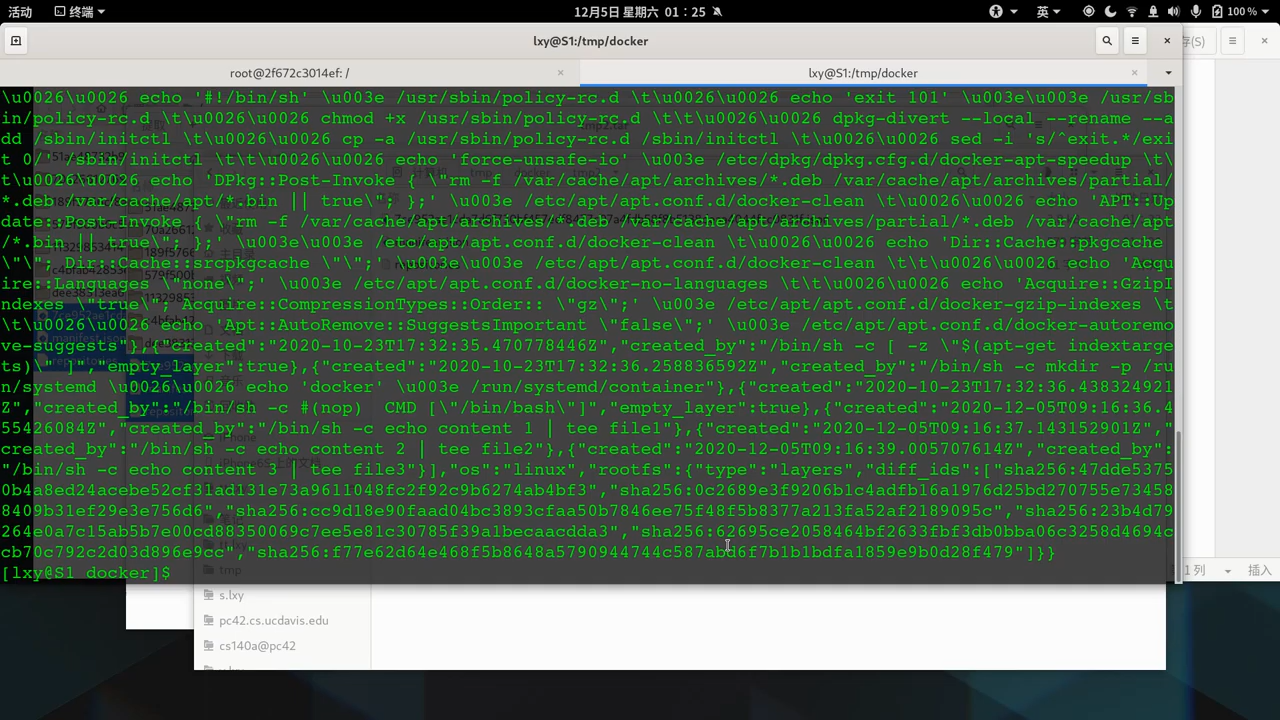 活动
终端
12月5日 星期六 01：25
英
100 %
lxy@S1:/tmp/docker
存(S)
root@2f672c3014ef: /
lxy@S1:/tmp/docker
\u0026\u0026 echo '#!/bin/sh' \u003e /usr/sbin/policy-rc.d \t\u0026\u0026 echo 'exit 101' \u003e\u003e /usr/sb
in/policy-rc.d \t\u0026\u0026 chmod +x /usr/sbin/policy-rc.d \t\t\u0026\u0026 dpkg-divert --local --rename --a
dd /sbin/initctl \t\u0026\u0026 cp -a /usr/sbin/policy-rc.d /sbin/initctl \t\u0026\u0026 sed -i 's/^exit.*/exi
t 0/' /sbin/initctl \t\t\t\u0026\u0026 echo 'force-unsafe-io' \u003e /etc/dpkg/dpkg.cfg.d/docker-apt-speedup \t\
t\u0026\u0026 echo 'DPkg::Post-Invoke { \"rm -f /var/cache/apt/archives/*.deb /var/cache/apt/archives/partial/
*.deb /var/cache/apt/*.bin || true\"; };' \u003e /etc/apt/apt.conf.d/docker-clean \t\u0026\u0026 echo 'APT::Up
date::Post-Invoke { \"rm -f /var/cache/apt/archives/*.deb /var/cache/apt/archives/partial/*.deb /var/cache/apt
/*.bin || true\"; };' \u003e\u003e /etc/apt/apt.conf.d/docker-clean \t\u0026\u0026 echo 'Dir::Cache::pkgcache
\"\"; Dir::Cache::srcpkgcache \"\";' \u003e\u003e /etc/apt/apt.conf.d/docker-clean \t\t\u0026\u0026 echo 'Acqu
ire::Languages \"none\";' \u003e /etc/apt/apt.conf.d/docker-no-languages \t\t\u0026\u0026 echo 'Acquire::GzipI
ndexes \"true\"; Acquire::CompressionTypes::Order:: \"gz\";' \u003e /etc/apt/apt.conf.d/docker-gzip-indexes \t
\t\u0026\u0026 echo 'Apt::AutoRemove::SuggestsImportant \"false\";' \u003e /etc/apt/apt.conf.d/docker-autoremo
ve-suggests"},{"created":"2020-10-23T17:32:35.470778446Z","created_by":"/bin/sh -c [ -z \"$(apt-get indextarge
ts)\" ]","empty_layer":true},{"created":"2020-10-23T17:32:36.258836592Z","created_by":"/bin/sh -c mkdir -p /ru
n/systemd \u0026\u0026 echo 'docker' \u003e /run/systemd/container"},{"created":"2020-10-23T17:32:36.438324921
Z","created_by":"/bin/sh -c #(nop)  CMD [\"/bin/bash\"]","empty_layer":true},{"created":"2020-12-05T09:16:36.4
55426084Z","created_by":"/bin/sh -c echo content 1 | tee file1"},{"created":"2020-12-05T09:16:37.143152901Z","
created_by":"/bin/sh -c echo content 2 | tee file2"},{"created":"2020-12-05T09:16:39.005707614Z","created_by":
"/bin/sh -c echo content 3 | tee file3"}],"os":"linux","rootfs":{"type":"layers","diff_ids":["sha256:47dde5375
0b4a8ed24acebe52cf31ad131e73a9611048fc2f92c9b6274ab4bf3","sha256:0c2689e3f9206b1c4adfb16a1976d25bd270755e73458
8409b31ef29e3e756d6","sha256:cc9d18e90faad04bc3893cfaa50b7846ee75f48f5b8377a213fa52af2189095c","sha256:23b4d79
264e0a7c15ab5b7e00cd88550069c7ee5e81c30785f39a1becaacdda3","sha256:62695ce2058464bf2633fbf3db0bba06c3258d4694c
cb70c792c2d03d896e9cc","sha256:f77e62d64e468f5b8648a5790944744c587abd6f7b1b1bdfa1859e9b0d28f479"]}}
[lxy@S1 docker]$
1 列
插入
tmp
s.lxy
pc42.cs.ucdavis.edu
cs140a@pc42